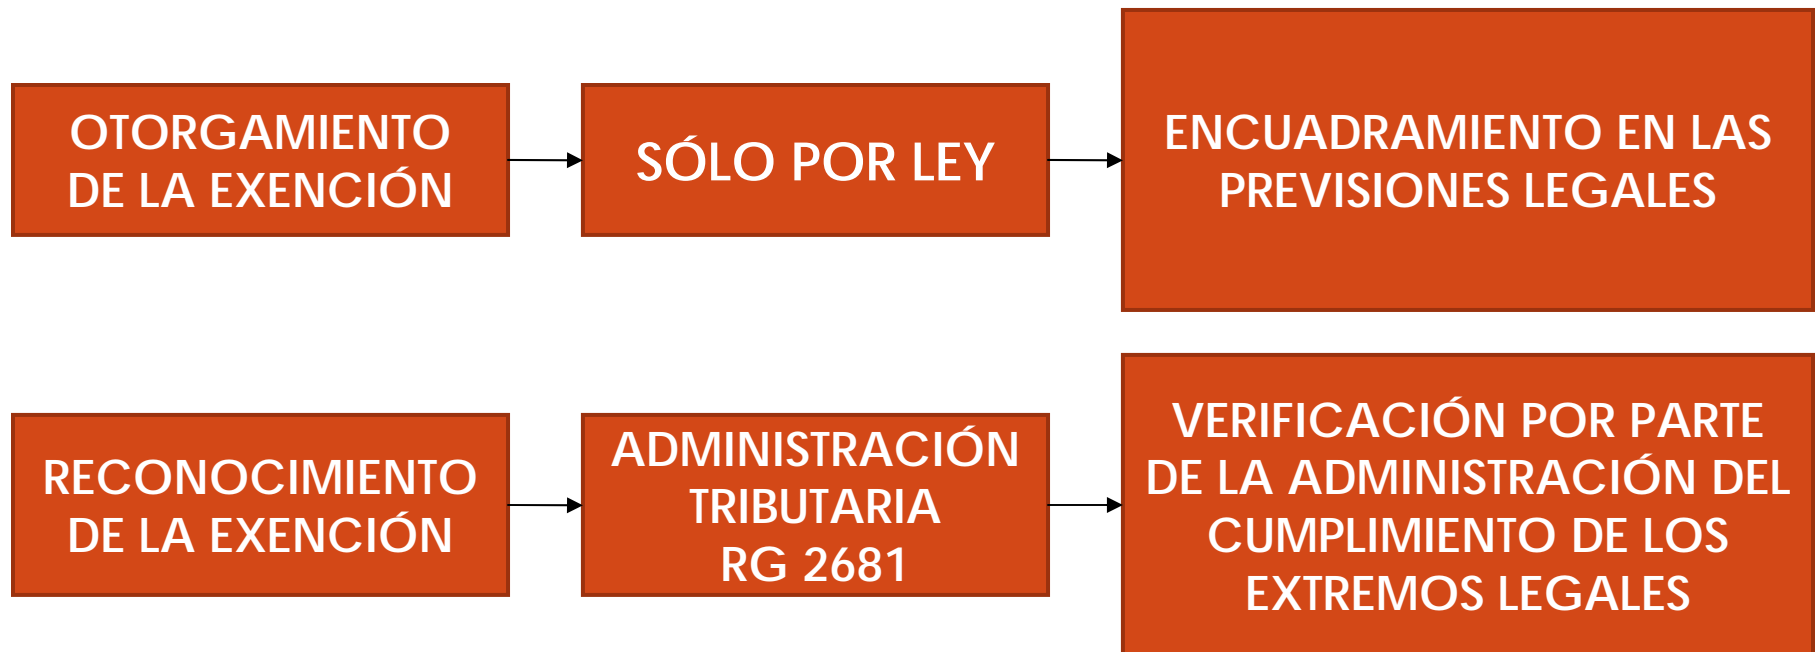 OTORGAMIENTO
DE LA EXENCIÓN
SÓLO POR LEY
ENCUADRAMIENTO EN LAS
PREVISIONES LEGALES
RECONOCIMIENTO
DE LA EXENCIÓN
ADMINISTRACIÓN
TRIBUTARIA
RG 2681
VERIFICACIÓN POR PARTE
DE LA ADMINISTRACIÓN DEL
CUMPLIMIENTO DE LOS
EXTREMOS LEGALES